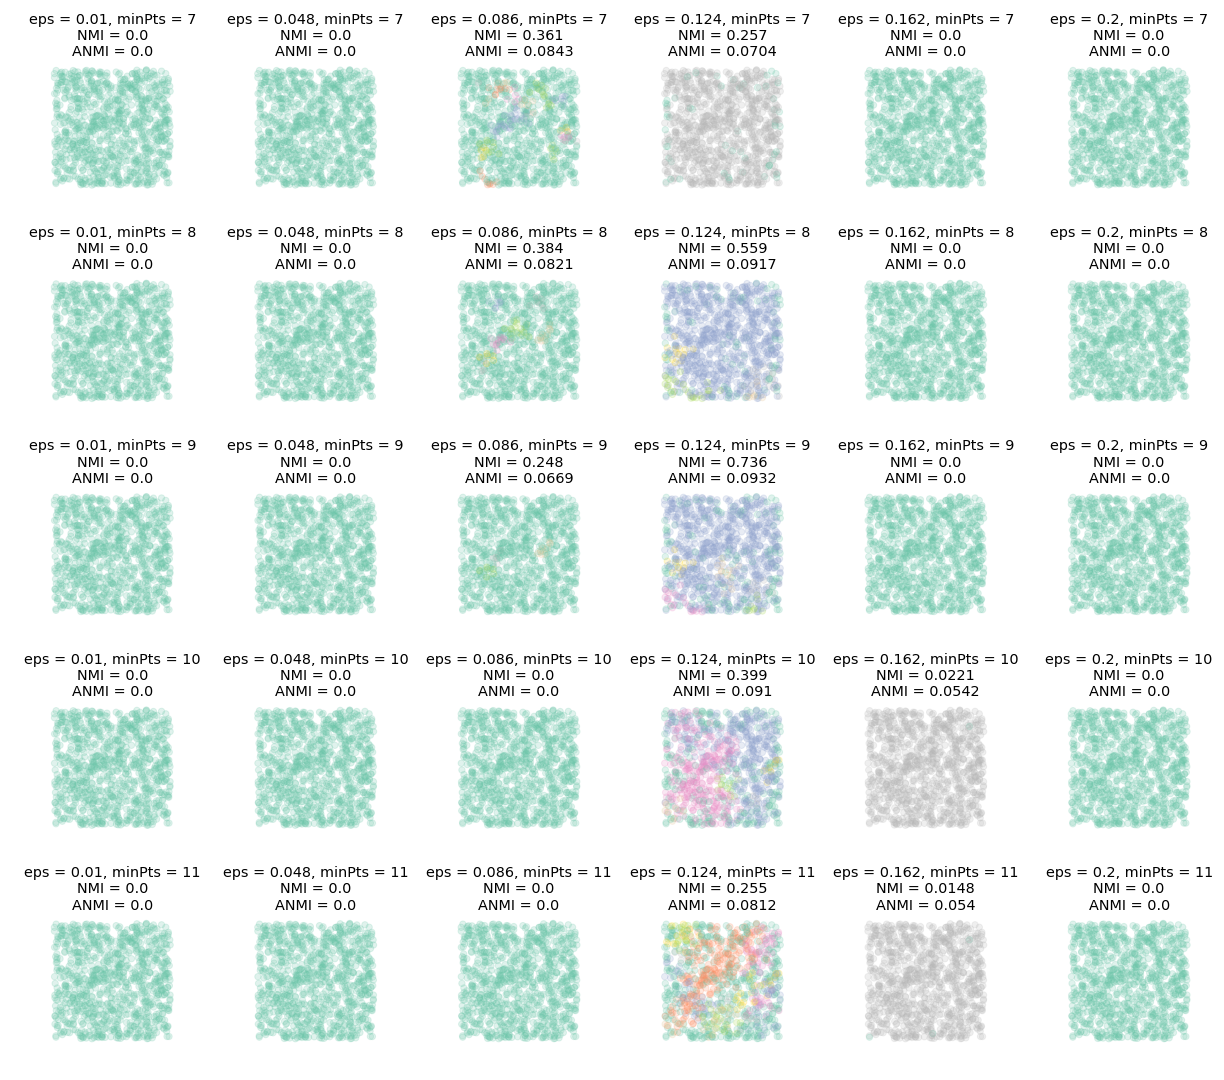 eps = 0.01, minPts = 7
NMI = 0.0
ANMI = 0.0
eps = 0.048, minPts = 7
NMI = 0.0
ANMI = 0.0
eps = 0.086, minPts = 7
NMI = 0.361
ANMI = 0.0843
eps = 0.124, minPts = 7
NMI = 0.257
ANMI = 0.0704
eps = 0.162, minPts = 7
NMI = 0.0
ANMI = 0.0
eps = 0.2, minPts = 7
NMI = 0.0
ANMI = 0.0
eps = 0.01, minPts = 8
NMI = 0.0
ANMI = 0.0
eps = 0.048, minPts = 8
NMI = 0.0
ANMI = 0.0
eps = 0.086, minPts = 8
NMI = 0.384
ANMI = 0.0821
eps = 0.124, minPts = 8
NMI = 0.559
ANMI = 0.0917
eps = 0.162, minPts = 8
NMI = 0.0
ANMI = 0.0
eps = 0.2, minPts = 8
NMI = 0.0
ANMI = 0.0
eps = 0.01, minPts = 9
NMI = 0.0
ANMI = 0.0
eps = 0.048, minPts = 9
NMI = 0.0
ANMI = 0.0
eps = 0.086, minPts = 9
NMI = 0.248
ANMI = 0.0669
eps = 0.124, minPts = 9
NMI = 0.736
ANMI = 0.0932
eps = 0.162, minPts = 9
NMI = 0.0
ANMI = 0.0
eps = 0.2, minPts = 9
NMI = 0.0
ANMI = 0.0
eps = 0.01, minPts = 10
NMI = 0.0
ANMI = 0.0
eps = 0.048, minPts = 10
NMI = 0.0
ANMI = 0.0
eps = 0.086, minPts = 10
NMI = 0.0
ANMI = 0.0
eps = 0.124, minPts = 10
NMI = 0.399
ANMI = 0.091
eps = 0.162, minPts = 10
NMI = 0.0221
ANMI = 0.0542
eps = 0.2, minPts = 10
NMI = 0.0
ANMI = 0.0
eps = 0.01, minPts = 11
NMI = 0.0
ANMI = 0.0
eps = 0.048, minPts = 11
NMI = 0.0
ANMI = 0.0
eps = 0.086, minPts = 11
NMI = 0.0
ANMI = 0.0
eps = 0.124, minPts = 11
NMI = 0.255
ANMI = 0.0812
eps = 0.162, minPts = 11
NMI = 0.0148
ANMI = 0.054
eps = 0.2, minPts = 11
NMI = 0.0
ANMI = 0.0